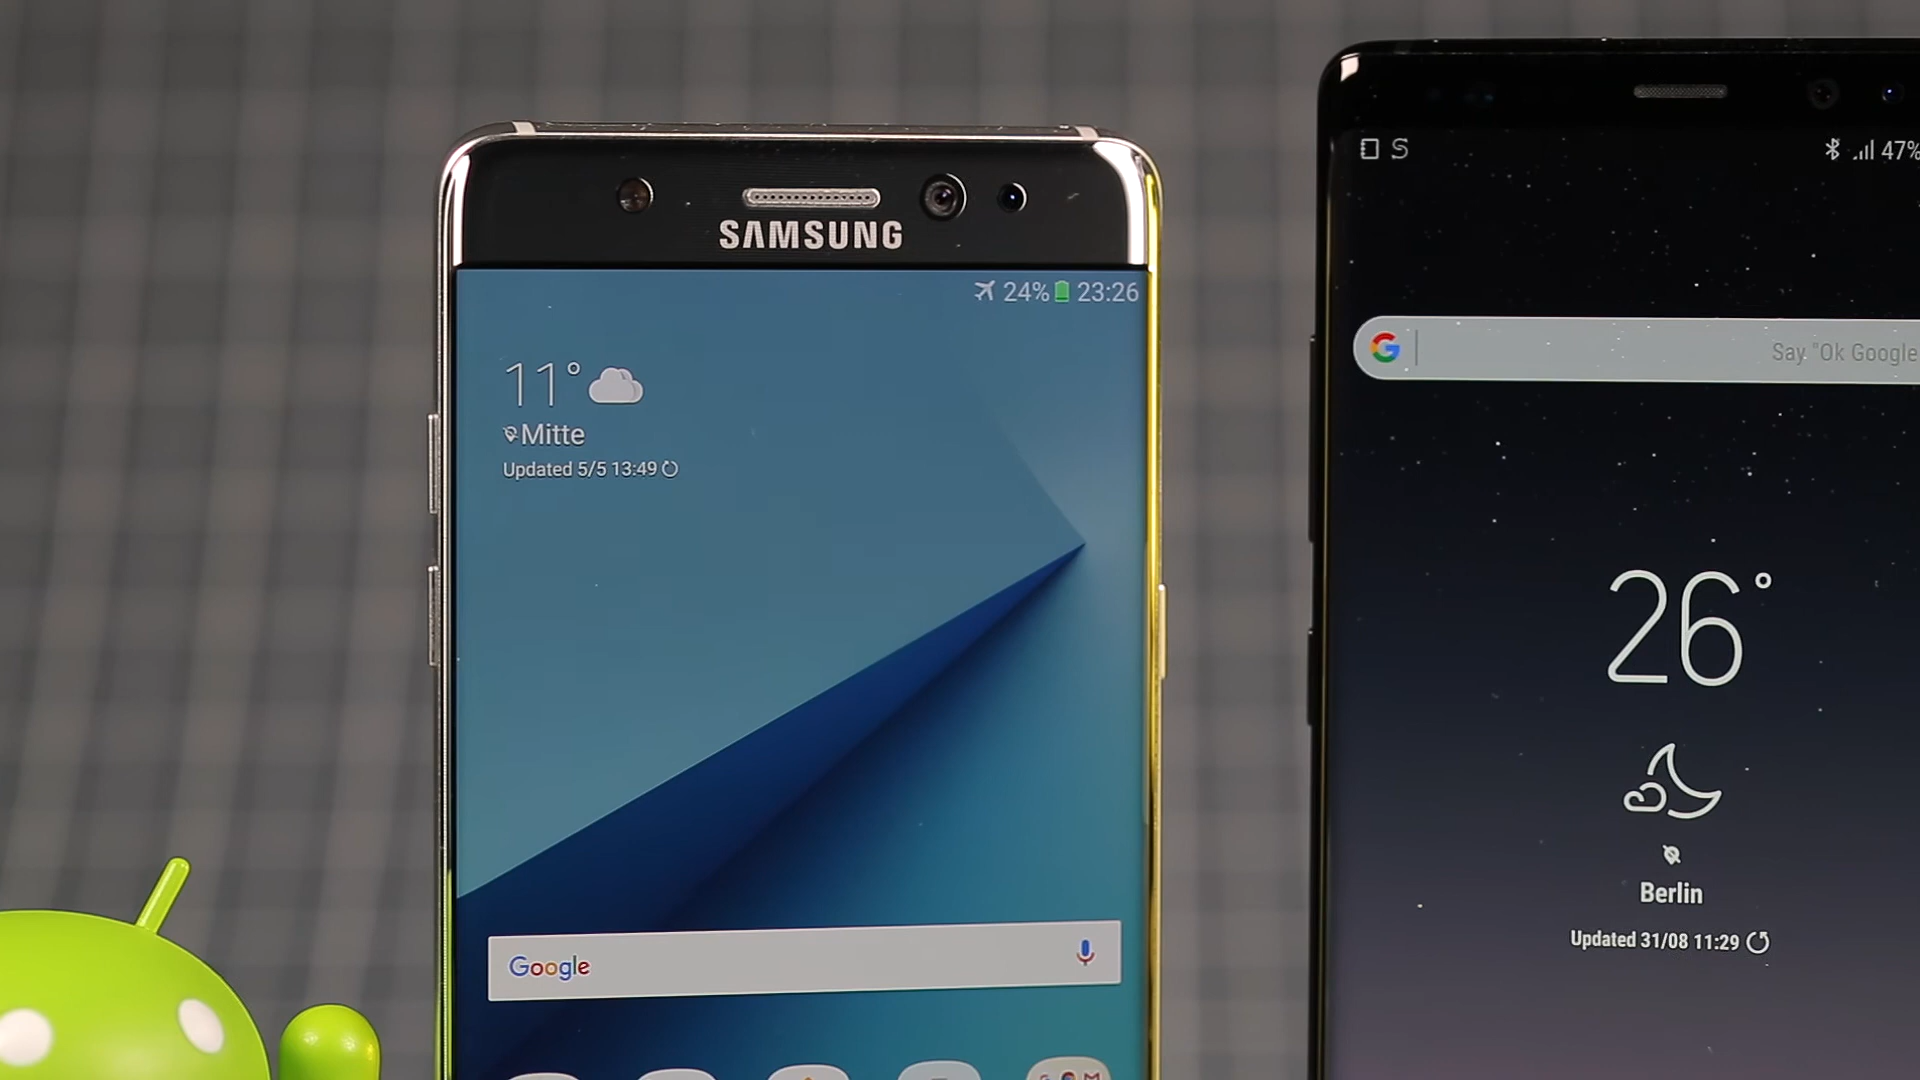 SAMSUNG
24% 23:26
11°
Mitte
Updated 5/5 13:49
Google
S
47%
G
Say "Ok Google
26°
Berlin
Updated 31/08 11:29